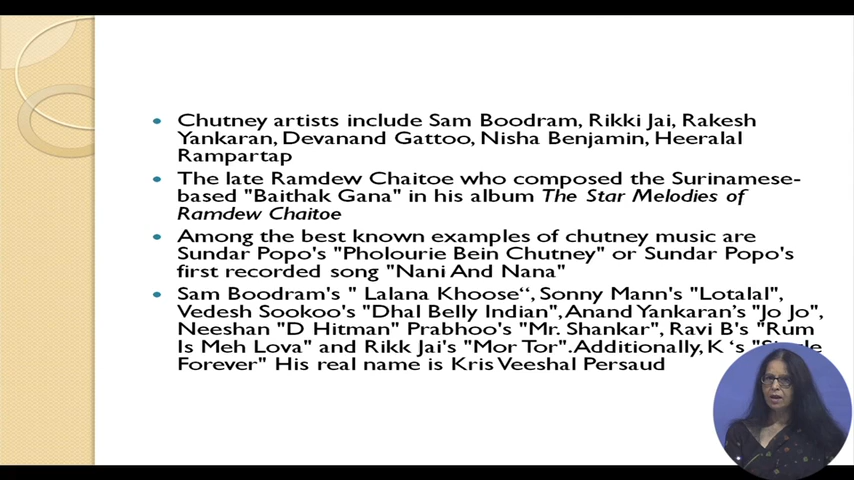 • Chutney artists include Sam Boodram, Rikki Jai, Rakesh
Yankaran, Devanand Gattoo, Nisha Benjamin, Heeralal
Rampartap
• The late Ramdew Chaitoe who composed the Surinamese-
based "Baithak Gana" in his album The Star Melodies of
Ramdew Chaitoe
• Among the best known examples of chutney music are
Sundar Popo's "Pholourie Bein Chutney" or Sundar Popo's
first recorded song "Nani And Nana"
• Sam Boodram's " Lalana Khoose“, Sonny Mann's "Lotalal",
Vedesh Sookoo's "Dhal Belly Indian", Anand Yankaran’s "Jo Jo",
Neeshan "D Hitman" Prabhoo's "Mr. Shankar", Ravi B's "Rum
Is Meh Lova" and Rikk Jai's "Mor Tor". Additionally, K ‘s
Forever" His real name is Kris Veeshal Persaud